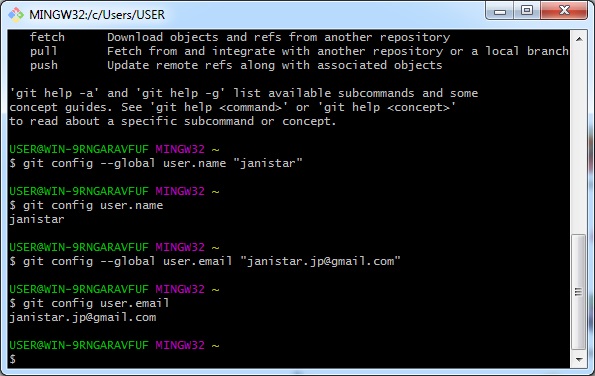 MINGW32:/c/Users/USER
fetch      Download objects and refs from another repository
pull       Fetch from and integrate with another repository or a local branch
push       Update remote refs along with associated objects
'git help -a' and 'git help -g' list available subcommands and some
concept guides. See 'git help <command>' or 'git help <concept>'
to read about a specific subcommand or concept.
USER@WIN-9RNGARAVFUF MINGW32 ~
$ git config --global user.name "janistar"
USER@WIN-9RNGARAVFUF MINGW32 ~
$ git config user.name
janistar
USER@WIN-9RNGARAVFUF MINGW32 ~
$ git config --global user.email "janistar.jp@gmail.com"
USER@WIN-9RNGARAVFUF MINGW32 ~
$ git config user.email
janistar.jp@gmail.com
USER@WIN-9RNGARAVFUF MINGW32 ~
$